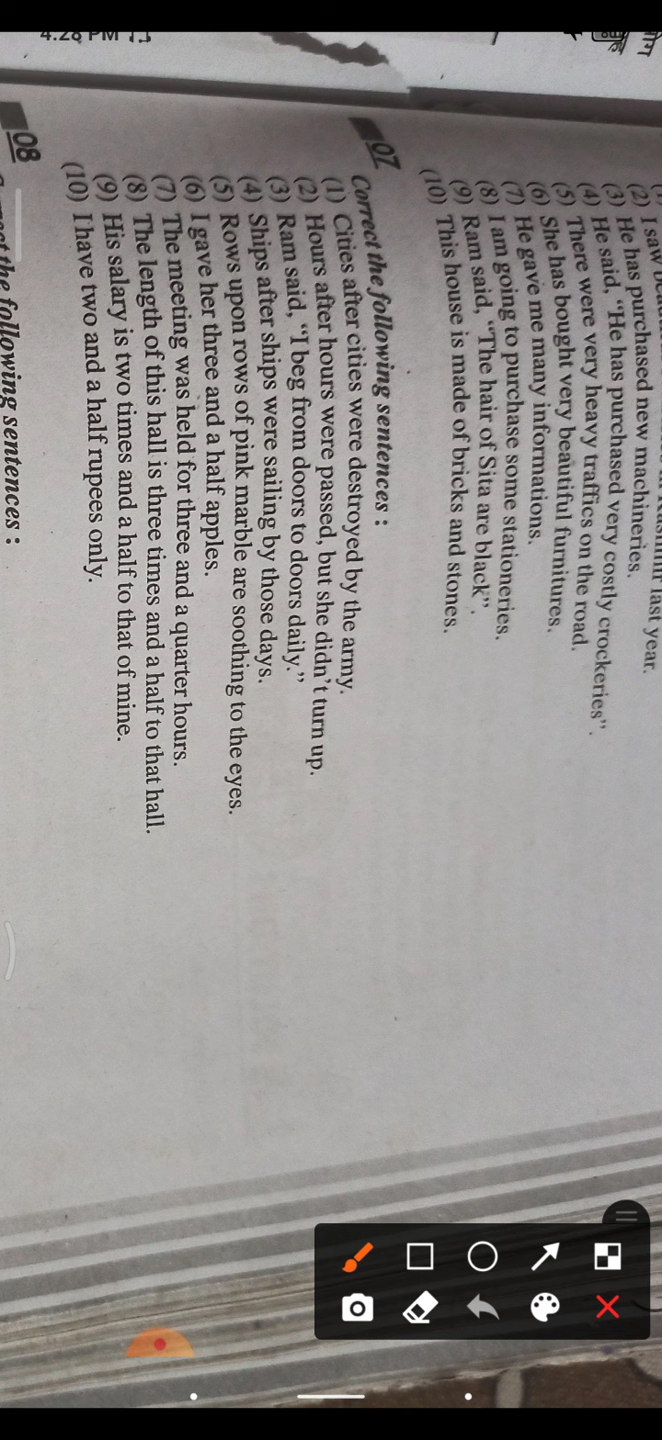 4:28 PM
(2) I saw
(3) He has purchased new machineries.
(4) He said, “He has purchased very costly crockeries”.
(5) There were very heavy traffics on the road.
(6) She has bought very beautiful furnitures.
(7) He gave me many informations.
(8) I am going to purchase some stationeries.
(9) Ram said, “The hair of Sita are black”.
(10) This house is made of bricks and stones.
07
Correct the following sentences :
(1) Cities after cities were destroyed by the army.
(2) Hours after hours were passed, but she didn’t turn up.
(3) Ram said, “I beg from doors to doors daily.”
(4) Ships after ships were sailing by those days.
(5) Rows upon rows of pink marble are soothing to the eyes.
(6) I gave her three and a half apples.
(7) The meeting was held for three and a quarter hours.
(8) The length of this hall is three times and a half to that hall.
(9) His salary is two times and a half to that of mine.
(10) I have two and a half rupees only.
08
the following sentences :